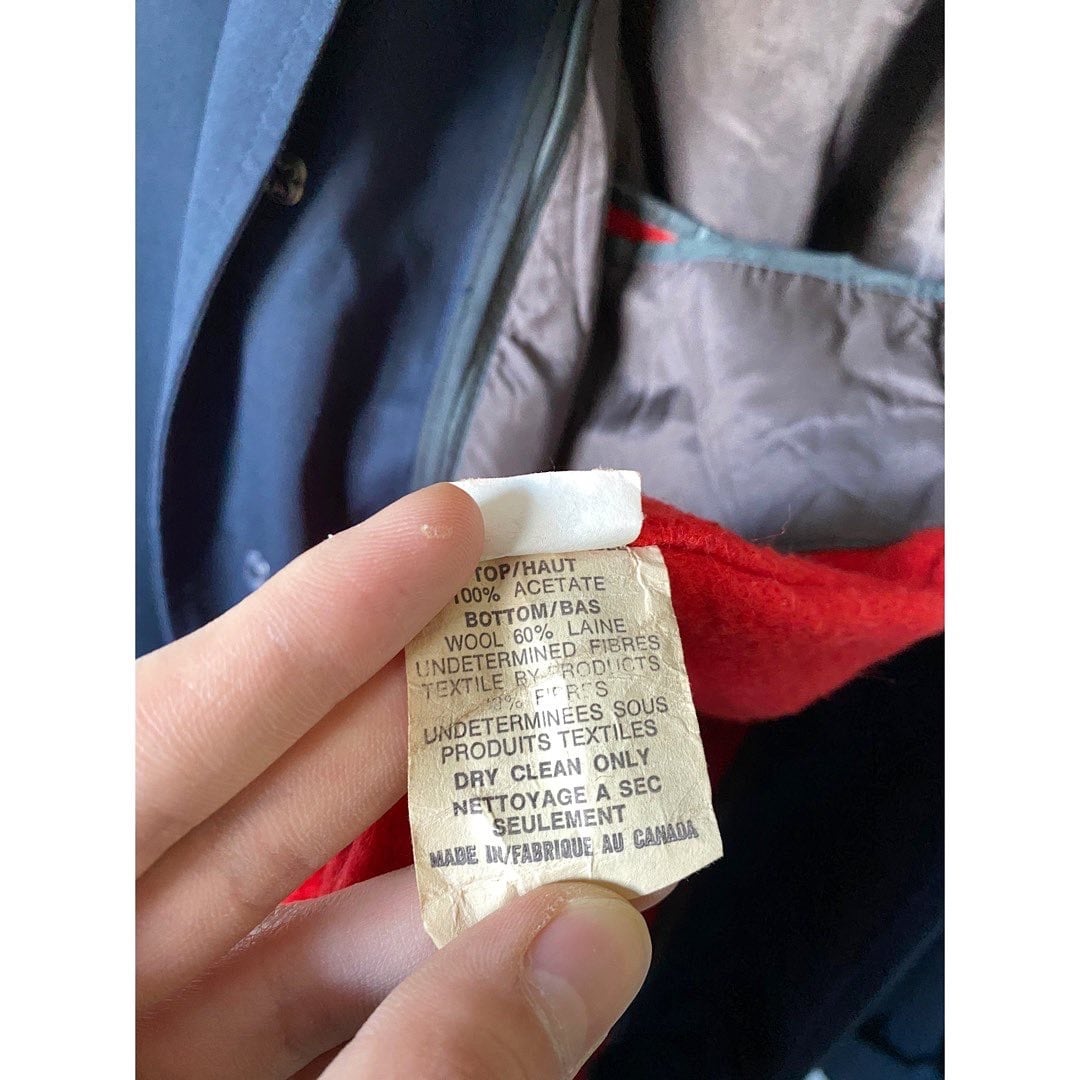 TOP/HAUT
100% ACETATE
BOTTOM/BAS
WOOL 60% LAINE
UNDETERMINED FIBRES
TEXTILE BY PRODUCTS
FIBRES
UNDETERMINEES SOUS
PRODUITS TEXTILES
DRY CLEAN ONLY
NETTOYAGE A SEC
SEULEMENT
MADE IN/FABRIQUE AU CANADA